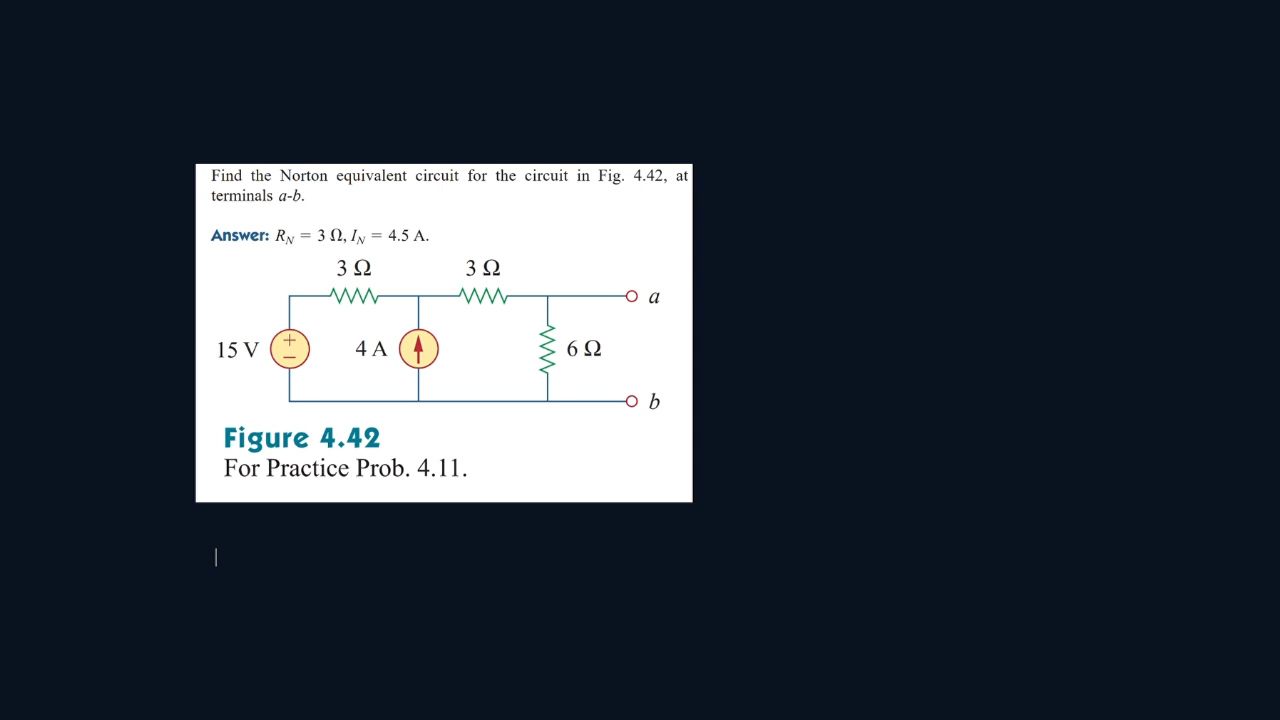 Find the Norton equivalent circuit for the circuit in Fig. 4.42, at
terminals a-b.
Answer: R_N = 3 Ω, I_N = 4.5 A.
3 Ω
3 Ω
a
15 V
+
−
4 A
6 Ω
b
Figure 4.42
For Practice Prob. 4.11.